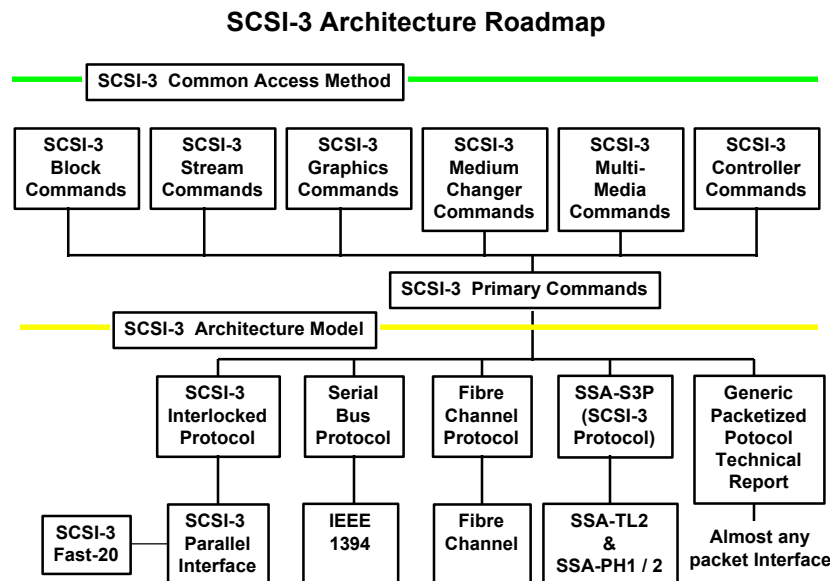 SCSI-3 Architecture Roadmap
SCSI-3 Common Access Method
SCSI-3
Block
Commands
SCSI-3
Stream
Commands
SCSI-3
Graphics
Commands
SCSI-3
Medium
Changer
Commands
SCSI-3
Multi-
Media
Commands
SCSI-3
Controller
Commands
SCSI-3 Primary Commands
SCSI-3 Architecture Model
SCSI-3
Interlocked
Protocol
Serial
Bus
Protocol
Fibre
Channel
Protocol
SSA-S3P
(SCSI-3
Protocol)
Generic
Packetized
Potocol
Technical
Report
SCSI-3
Fast-20
SCSI-3
Parallel
Interface
IEEE
1394
Fibre
Channel
SSA-TL2
&
SSA-PH1 / 2
Almost any
packet Interface